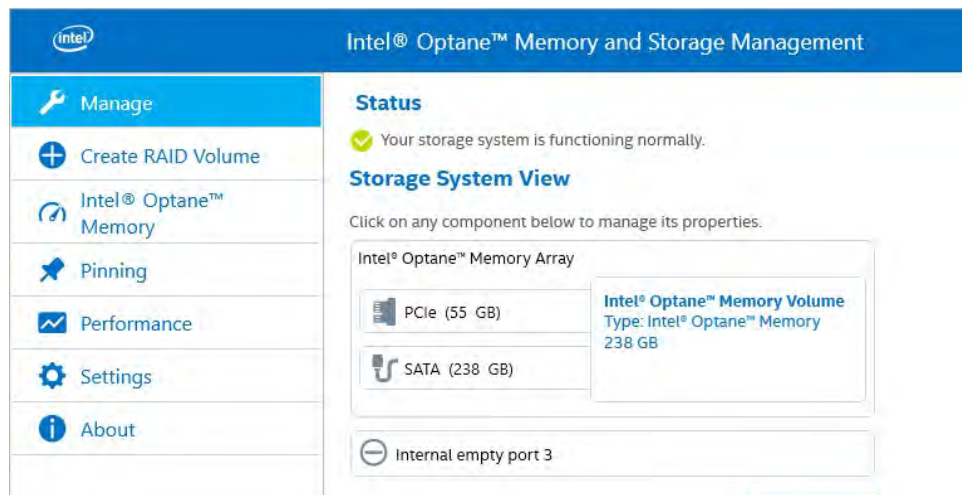 intel
Intel® Optane™ Memory and Storage Management
Manage
Create RAID Volume
Intel® Optane™
Memory
Pinning
Performance
Settings
About
Status
Your storage system is functioning normally.
Storage System View
Click on any component below to manage its properties.
Intel® Optane™ Memory Array
PCIe (55 GB)
SATA (238 GB)
Intel® Optane™ Memory Volume
Type: Intel® Optane™ Memory
238 GB
Internal empty port 3